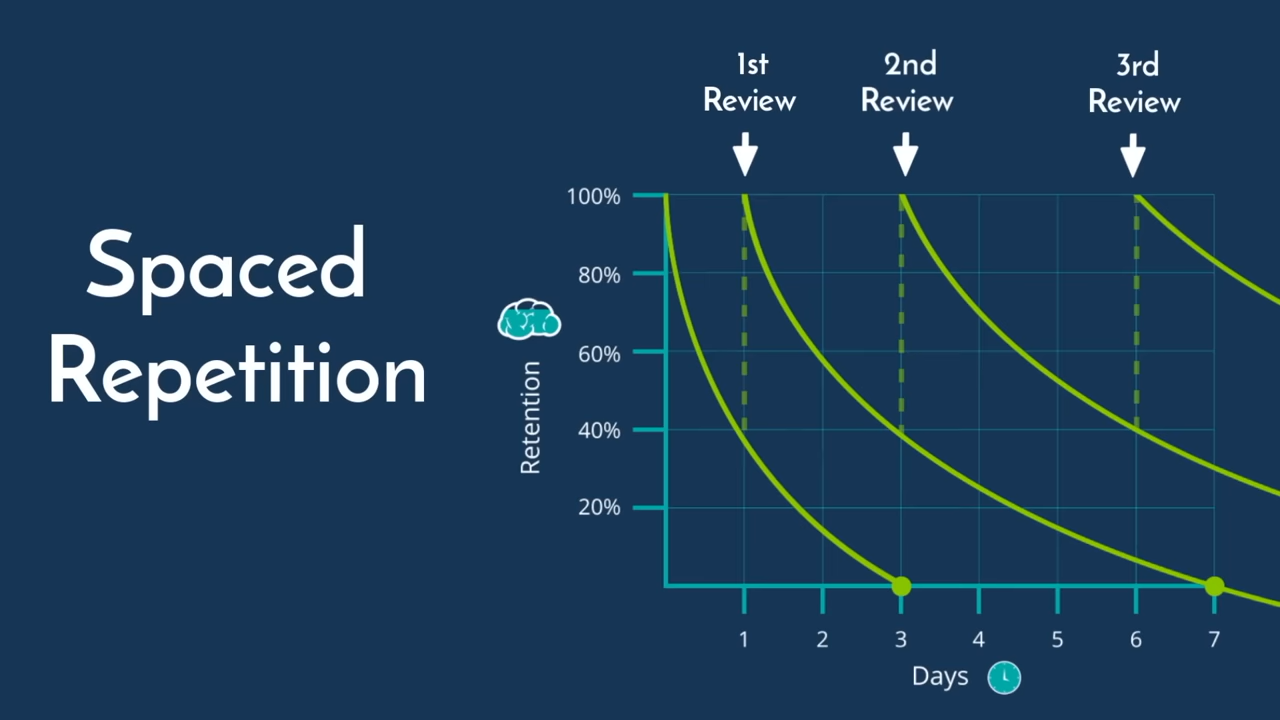 Spaced
Repetition
1st
Review
2nd
Review
3rd
Review
100%
80%
60%
40%
20%
Retention
1 2 3 4 5 6 7
Days